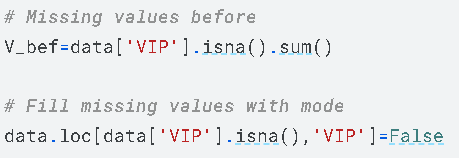 # Missing values before
V_bef=data['VIP'].isna().sum()
# Fill missing values with mode
data.loc[data['VIP'].isna(),'VIP']=False